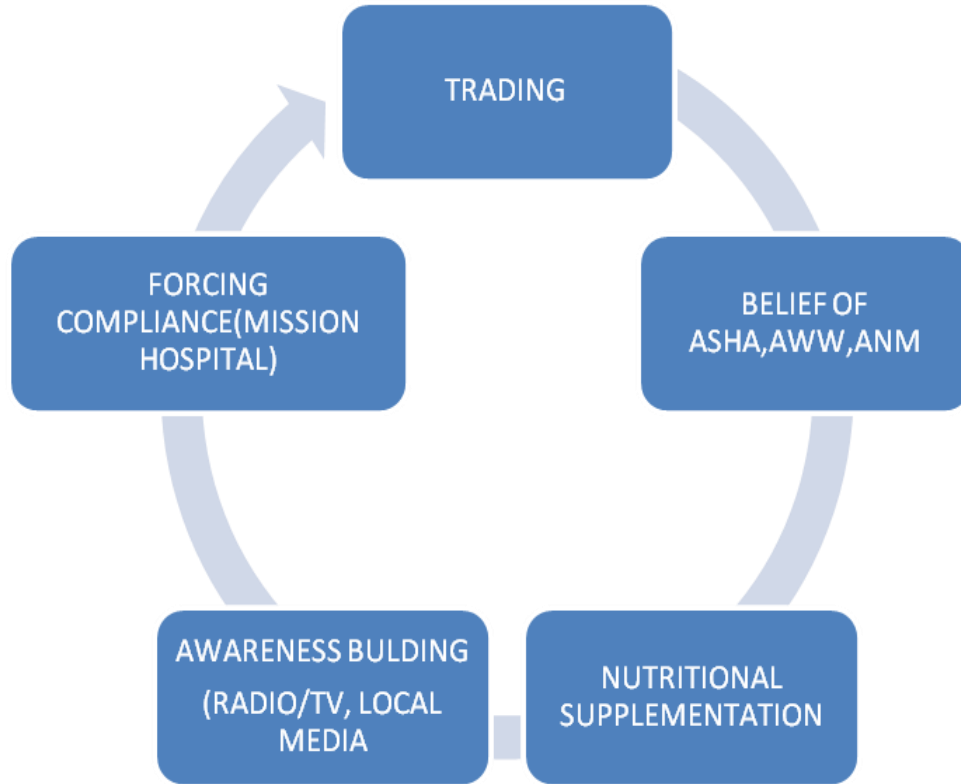 TRADING
BELIEF OF
ASHA,AWW,ANM
NUTRITIONAL
SUPPLEMENTATION
AWARENESS BULDING
(RADIO/TV, LOCAL
MEDIA
FORCING
COMPLIANCE(MISSION
HOSPITAL)